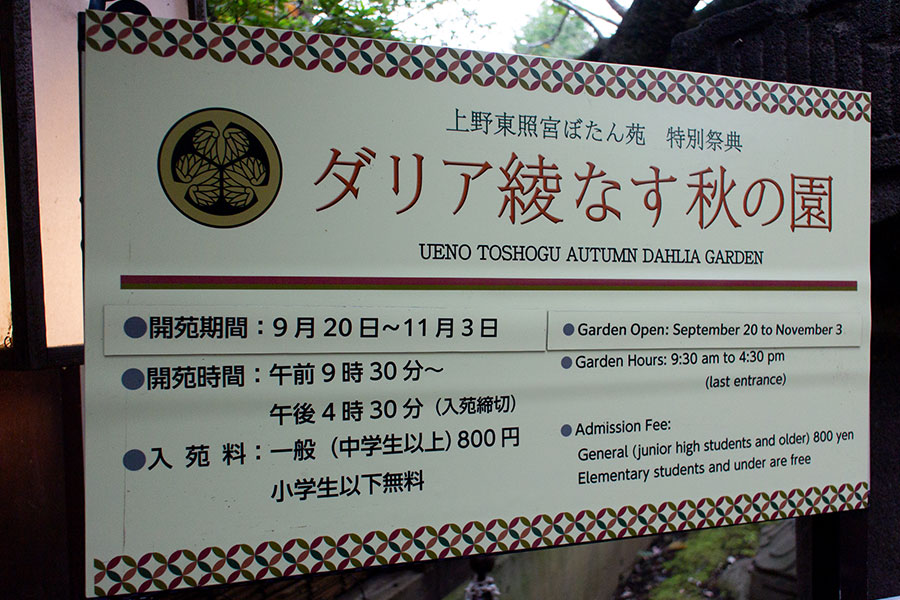 上野東照宮ぼたん苑 特別祭典
ダリア綾なす秋の園
UENO TOSHOGU AUTUMN DAHLIA GARDEN
●開苑期間：9月20日～11月3日
●開苑時間：午前9時30分～
午後4時30分（入苑締切）
●入苑料：一般（中学生以上）800円
小学生以下無料
●Garden Open: September 20 to November 3
●Garden Hours: 9:30 am to 4:30 pm
(last entrance)
●Admission Fee:
General (junior high students and older) 800 yen
Elementary students and under are free